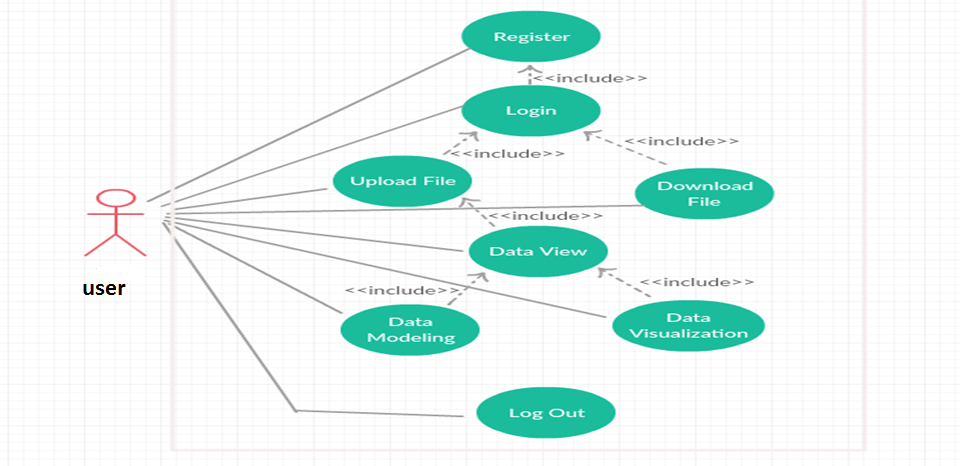 Register
<<include>>
Login
<<include>>
<<include>>
Upload File
Download
File
<<include>>
Data View
user
<<include>>
<<include>>
Data
Modeling
Data
Visualization
Log Out